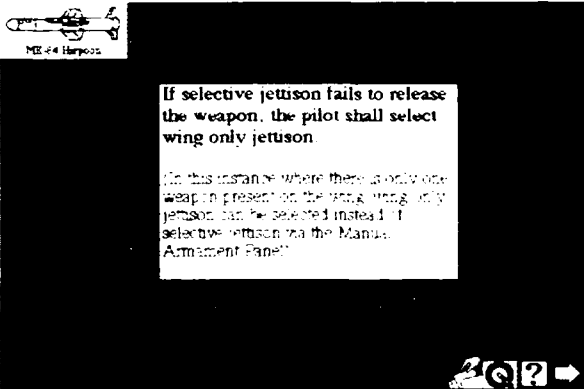 MK-84 Harpoon
If selective jettison fails to release
the weapon, the pilot shall select
wing only jettison.
(In this instance where there is only one
weapon present on the wing, wing only
jettison can be selected instead of
selective jettison via the Manual
Armament Panel)
?